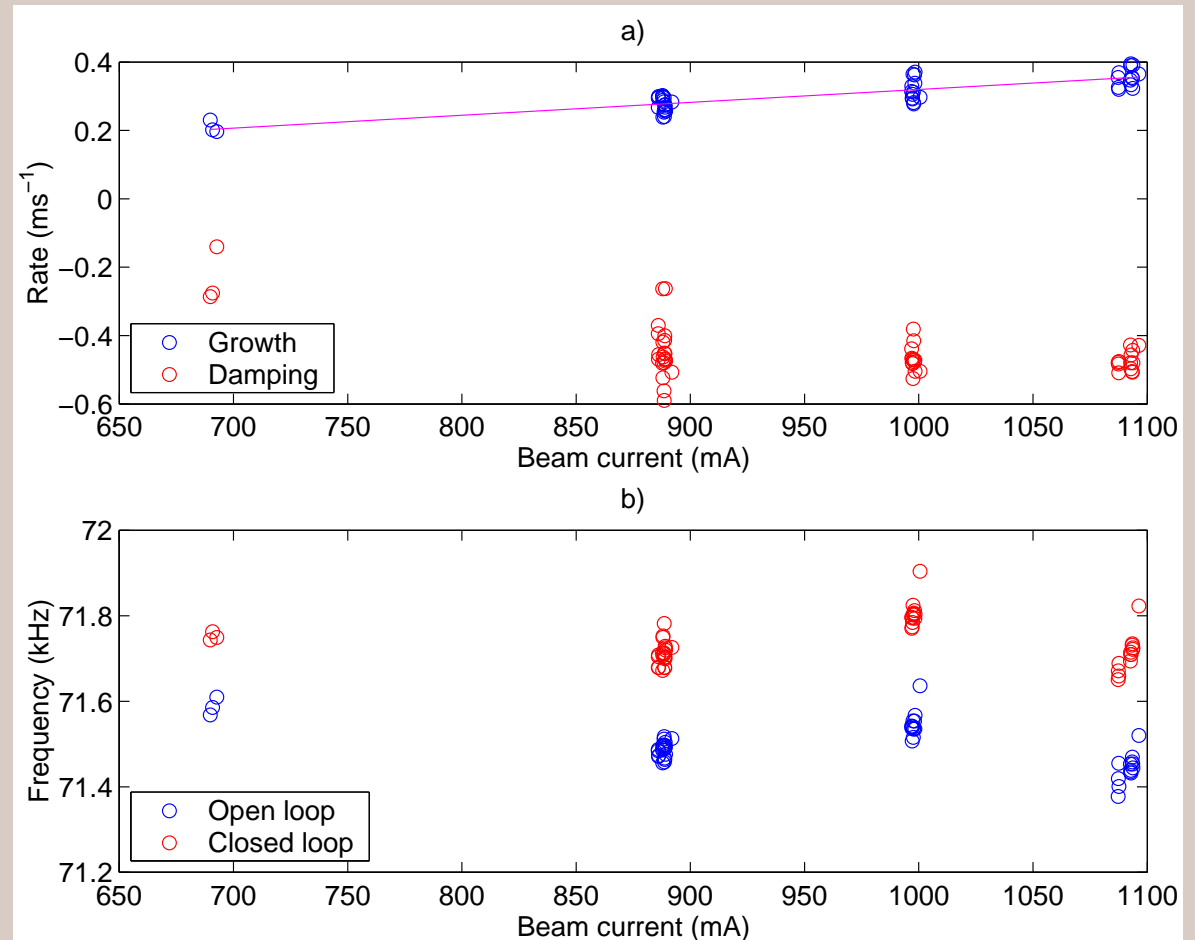 a)
0.4
0.2
0
−0.2
−0.4
−0.6
Rate (ms−1)
Growth
Damping
650 700 750 800 850 900 950 1000 1050 1100
Beam current (mA)
b)
72
71.8
71.6
71.4
71.2
Frequency (kHz)
Open loop
Closed loop
650 700 750 800 850 900 950 1000 1050 1100
Beam current (mA)